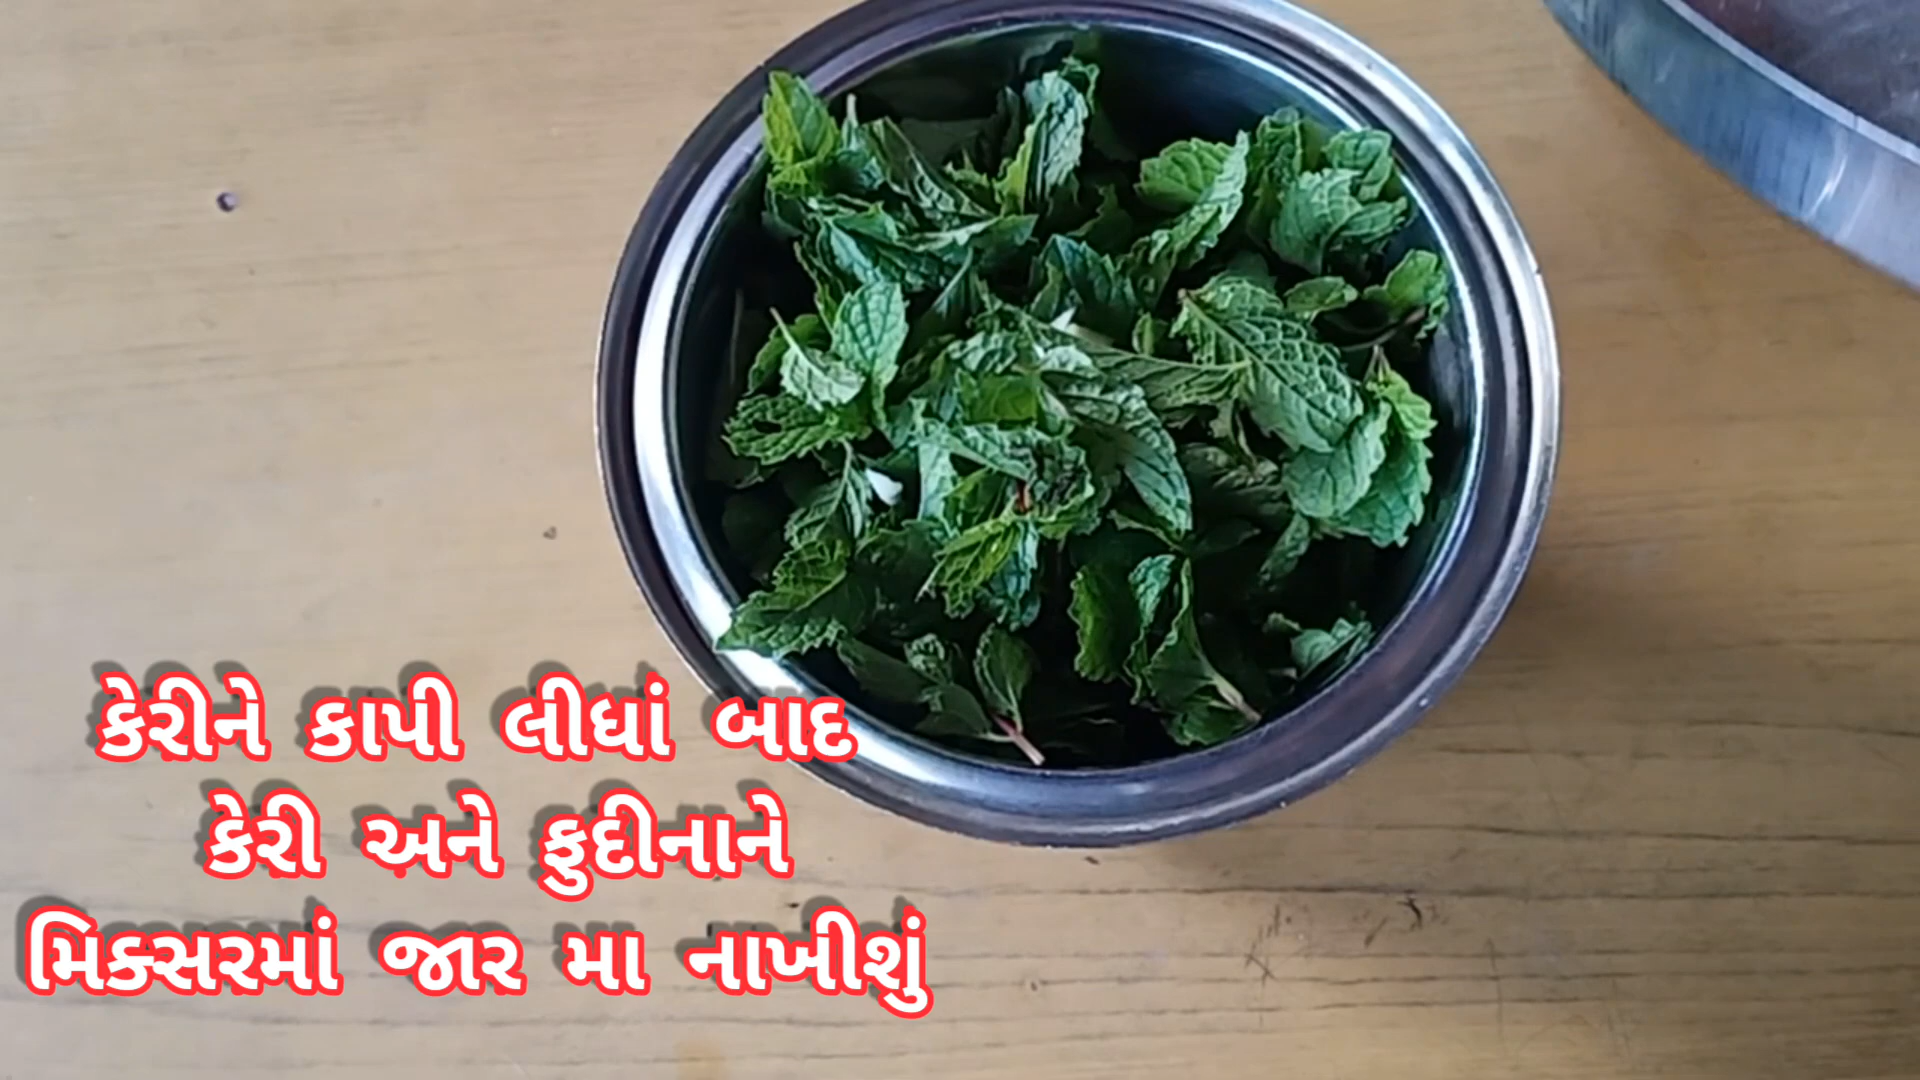 કેરીને કાપી લીધાં બાદ
કેરી અને ફુદીનાને
મિક્સરમાં જાર મા નાખીશું